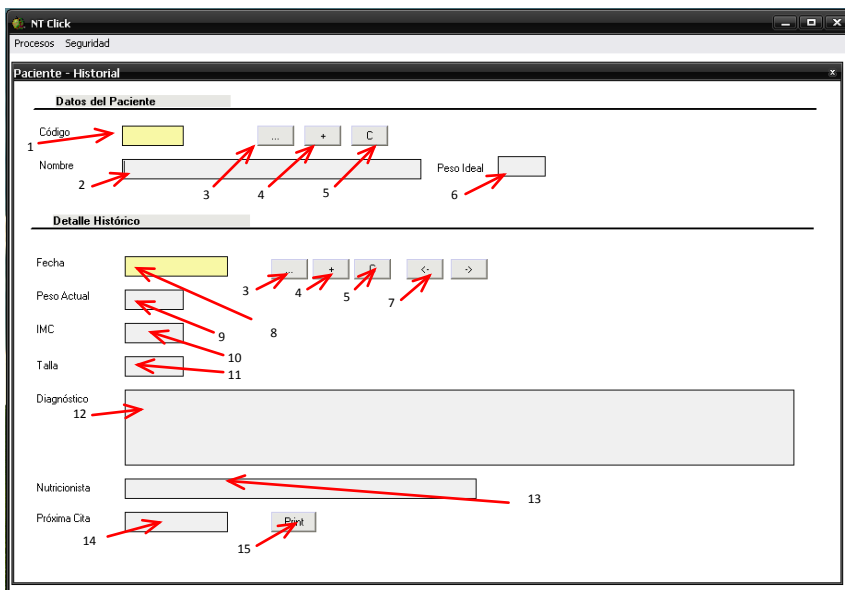 NT Click
Procesos Seguridad
Paciente - Historial
Datos del Paciente
Código ... + C
1
Nombre Peso Ideal
2 3 4 5 6
Detalle Histórico
Fecha ... + C <- ->
3 4 5 7
Peso Actual
9 8
IMC
10
Talla
11
Diagnóstico
12
Nutricionista
13
Próxima Cita Print
14 15